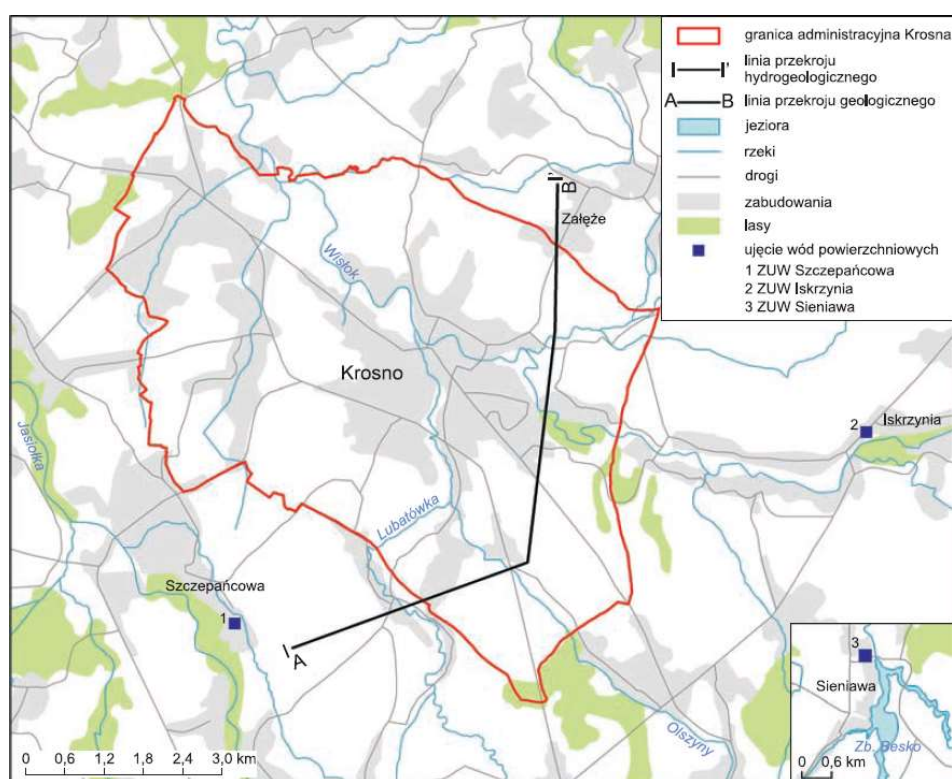 granica administracyjna Krosna
I I' linia przekroju
hydrogeologicznego
A B linia przekroju geologicznego
jeziora
rzeki
drogi
zabudowania
lasy
ujęcie wód powierzchniowych
1 ZUW Szczepańcowa
2 ZUW Iskrzynia
3 ZUW Sieniawa
I'
B
Załęże
Wisłok
Krosno
Iskrzynia
2
Jasiołka
Lubatówka
Szczepańcowa
1
I
A
Olszyny
3
Sieniawa
Zb. Besko
0 0,6 km
0 0,6 1,2 1,8 2,4 3,0 km